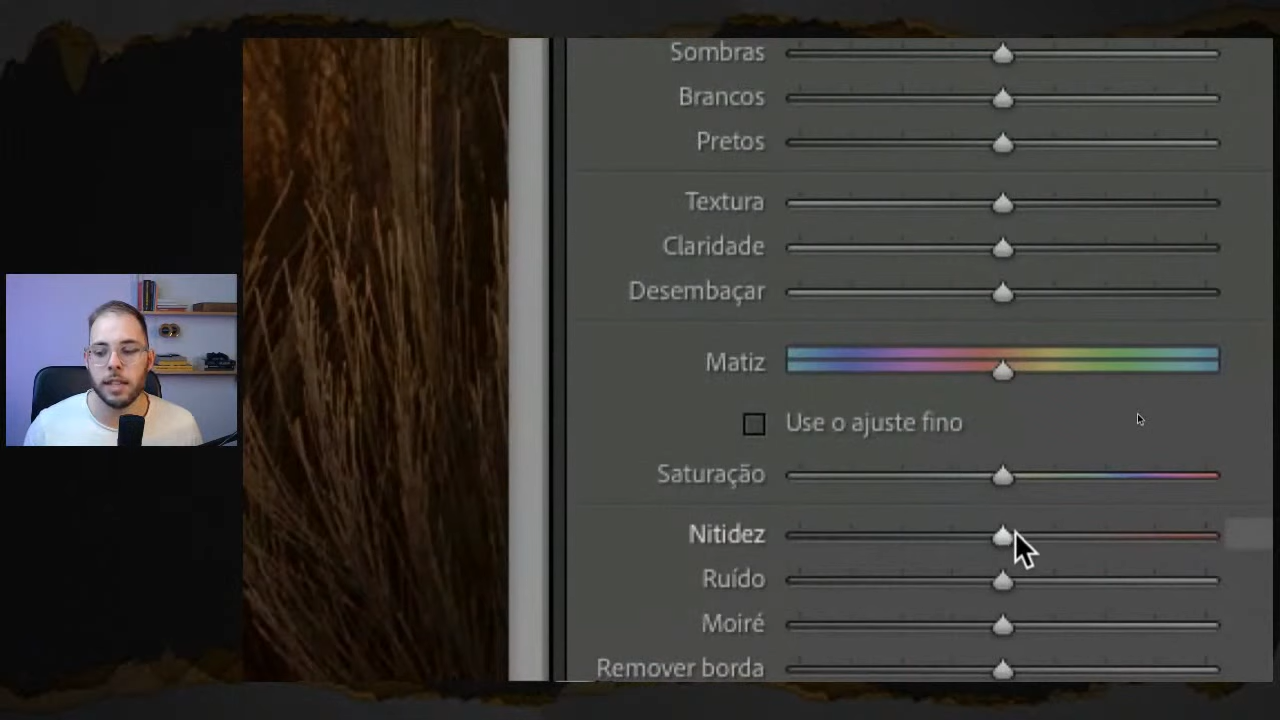 Sombras
Brancos
Pretos
Textura
Claridade
Desembaçar
Matiz
Use o ajuste fino
Saturação
Nitidez
Ruído
Moiré
Remover borda